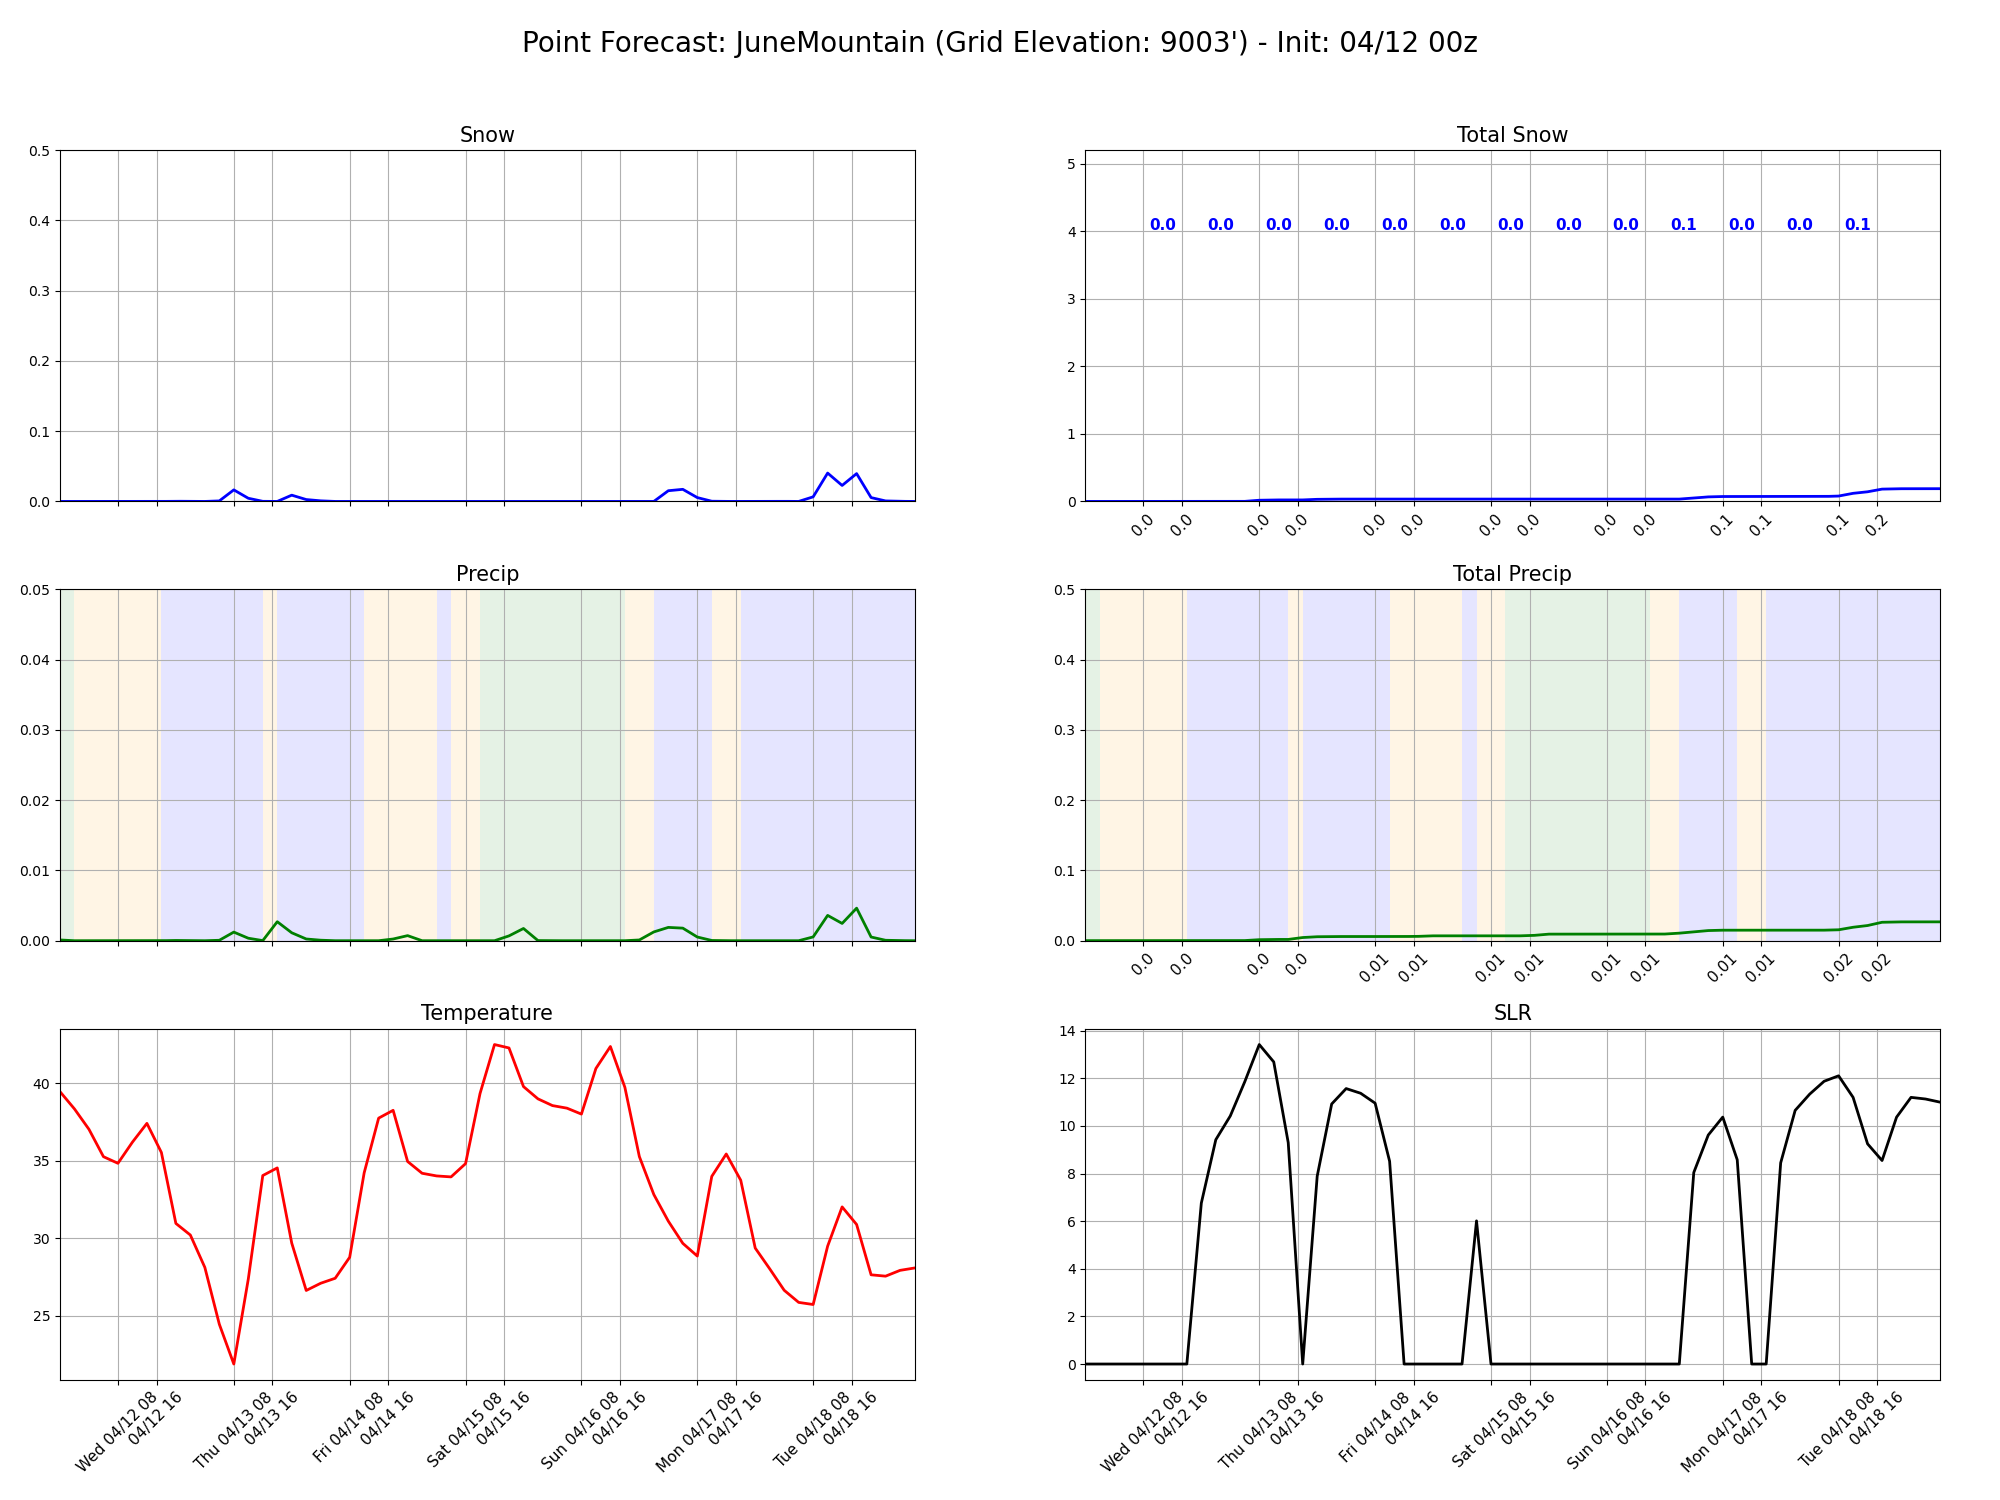 Point Forecast: JuneMountain (Grid Elevation: 9003') - Init: 04/12 00z
Snow
0.5
0.4
0.3
0.2
0.1
0.0
Total Snow
5
4
3
2
1
0
0.0 0.0 0.0 0.0 0.0 0.0 0.0 0.0 0.0 0.1 0.0 0.0 0.1
0.0 0.0 0.0 0.0 0.0 0.0 0.0 0.0 0.0 0.0 0.1 0.1 0.1 0.2
Precip
0.05
0.04
0.03
0.02
0.01
0.00
Total Precip
0.5
0.4
0.3
0.2
0.1
0.0
0.0 0.0 0.0 0.0 0.01 0.01 0.01 0.01 0.01 0.01 0.01 0.01 0.02 0.02
Temperature
40
35
30
25
Wed 04/12 08
04/12 16
Thu 04/13 08
04/13 16
Fri 04/14 08
04/14 16
Sat 04/15 08
04/15 16
Sun 04/16 08
04/16 16
Mon 04/17 08
04/17 16
Tue 04/18 08
04/18 16
SLR
14
12
10
8
6
4
2
0
Wed 04/12 08
04/12 16
Thu 04/13 08
04/13 16
Fri 04/14 08
04/14 16
Sat 04/15 08
04/15 16
Sun 04/16 08
04/16 16
Mon 04/17 08
04/17 16
Tue 04/18 08
04/18 16